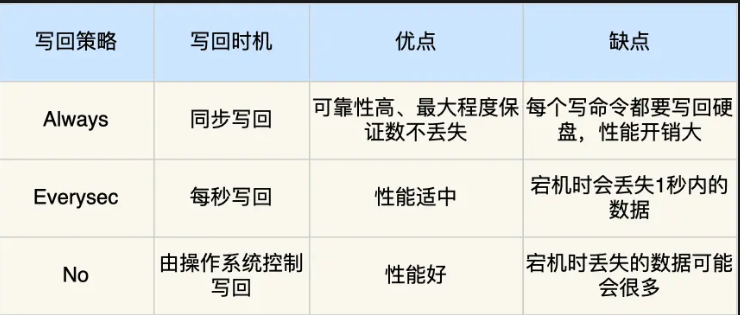 写回策略 写回时机 优点 缺点
Always 同步写回 可靠性高、最大程度保证数不丢失 每个写命令都要写回硬盘，性能开销大
Everysec 每秒写回 性能适中 宕机时会丢失1秒内的数据
No 由操作系统控制写回 性能好 宕机时丢失的数据可能会很多